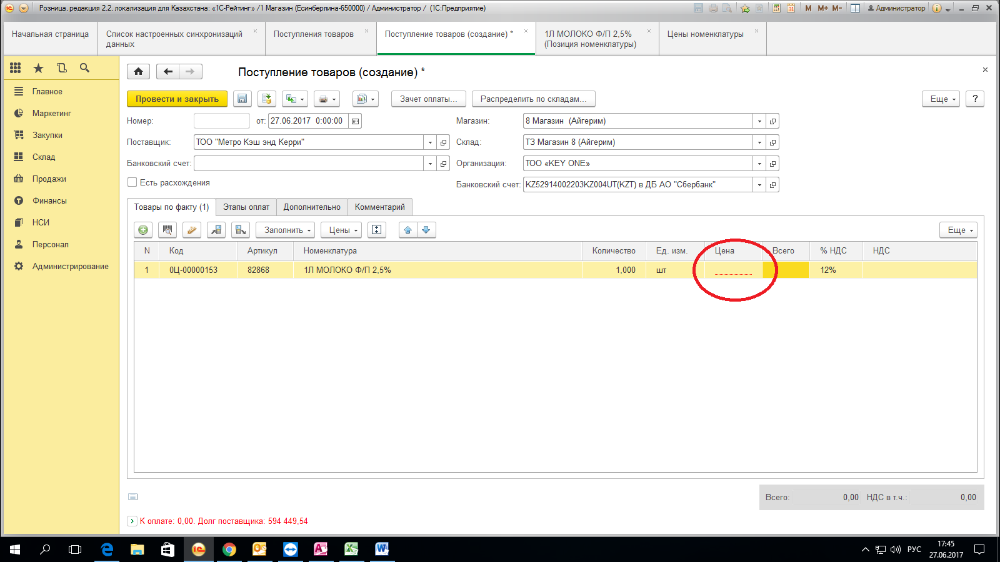 Розница, редакция 2.2, локализация для Казахстана: «1С-Рейтинг» /1 Магазин (Есинберлина-650000) / Администратор / (1С:Предприятие)
M M+ M- Администратор
Начальная страница
Список настроенных синхронизаций данных
Поступления товаров
Поступление товаров (создание) *
1Л МОЛОКО Ф/П 2,5% (Позиция номенклатуры)
Цены номенклатуры
Главное
Маркетинг
Закупки
Склад
Продажи
Финансы
НСИ
Персонал
Администрирование
Поступление товаров (создание) *
Провести и закрыть
Зачет оплаты...
Распределить по складам...
Еще
?
Номер: от: 27.06.2017 0:00:00 Магазин: 8 Магазин (Айгерим)
Поставщик: ТОО "Метро Кэш энд Керри" Склад: ТЗ Магазин 8 (Айгерим)
Банковский счет: Организация: ТОО «KEY ONE»
Есть расхождения Банковский счет: KZ52914002203KZ004UT(KZT) в ДБ АО "Сбербанк"
Товары по факту (1) Этапы оплат Дополнительно Комментарий
Заполнить Цены Еще
N Код Артикул Номенклатура Количество Ед. изм. Цена Всего % НДС НДС
1 0Ц-00000153 82868 1Л МОЛОКО Ф/П 2,5% 1,000 шт 12%
Всего: 0,00 НДС в т.ч.: 0,00
К оплате: 0,00. Долг поставщика: 594 449,54
РУС
17:45
27.06.2017